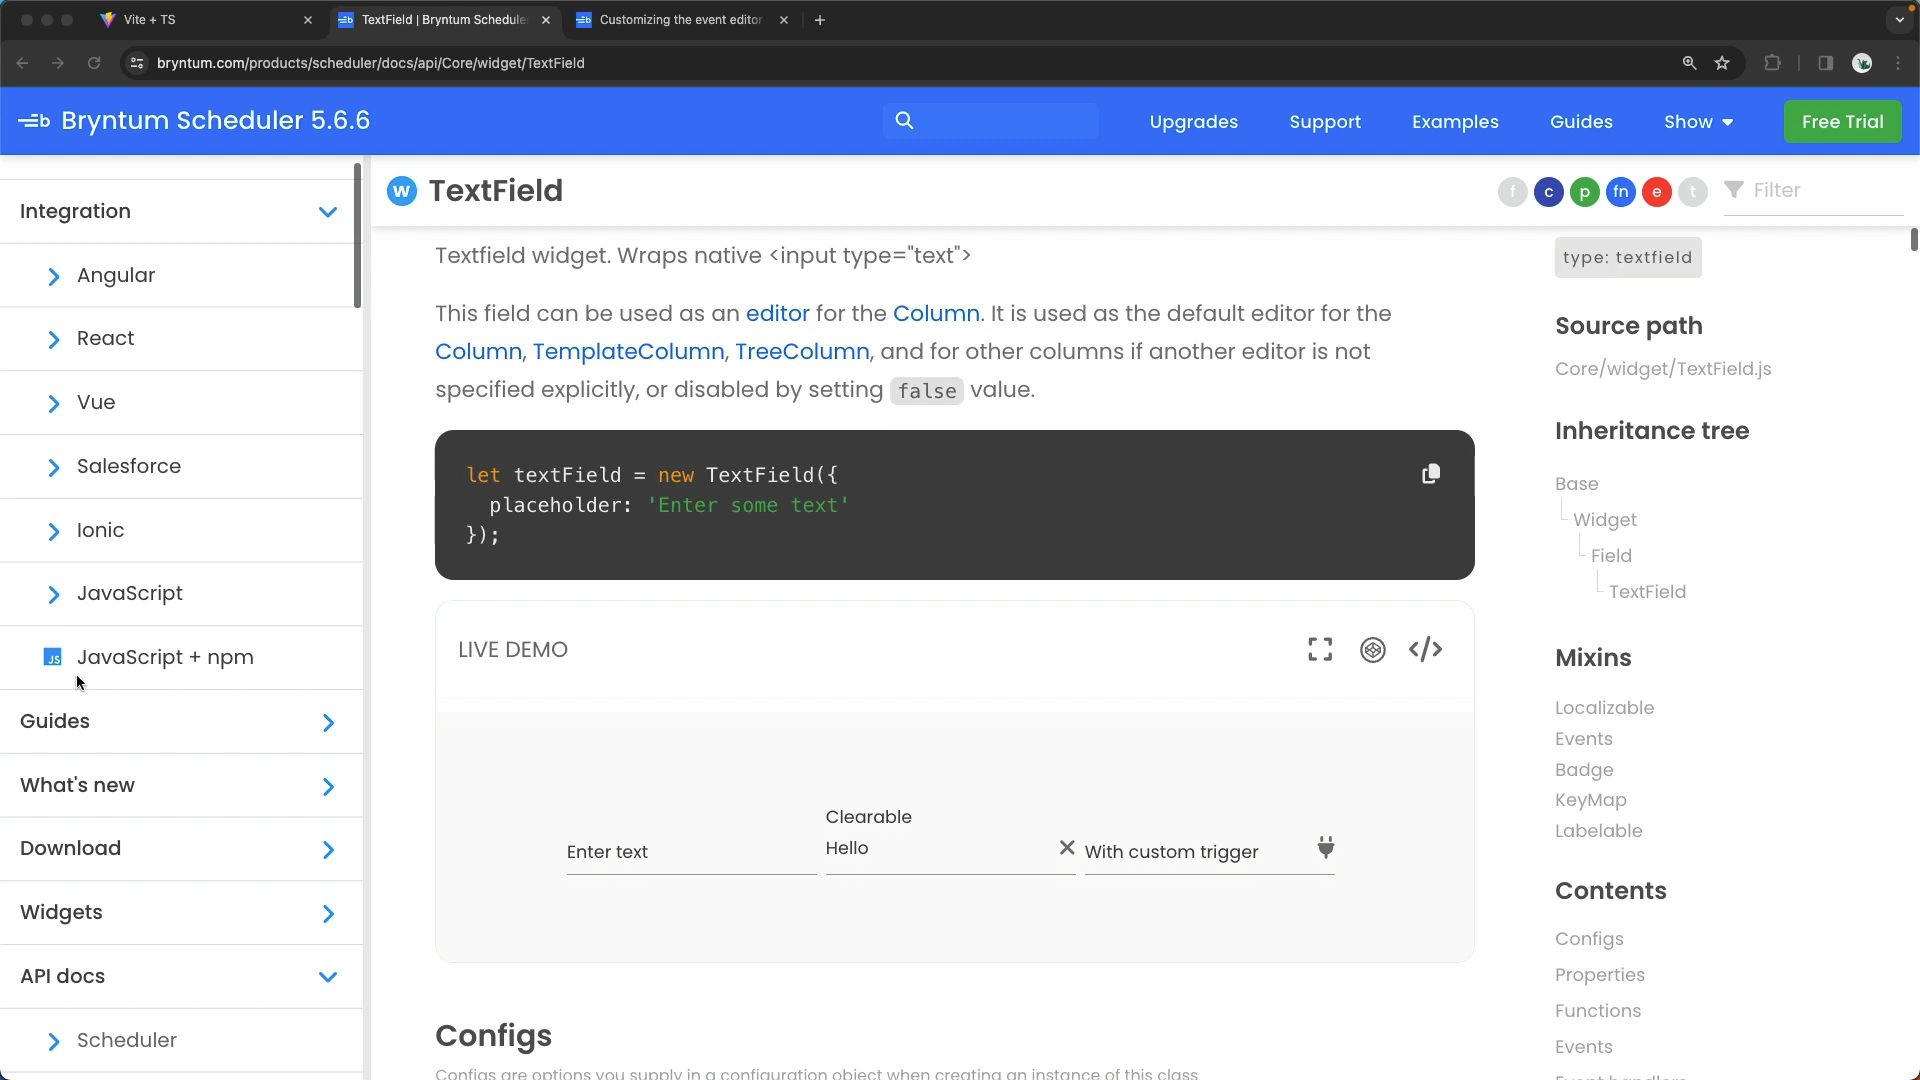 Vite + TS
TextField | Bryntum Schedule
Customizing the event editor
bryntum.com/products/scheduler/docs/api/Core/widget/TextField
Bryntum Scheduler 5.6.6
Upgrades
Support
Examples
Guides
Show
Free Trial
Integration
Angular
React
Vue
Salesforce
Ionic
JavaScript
JS JavaScript + npm
Guides
What's new
Download
Widgets
API docs
Scheduler
W TextField
f c p fn e t
Filter
Textfield widget. Wraps native <input type="text">
This field can be used as an editor for the Column. It is used as the default editor for the
Column, TemplateColumn, TreeColumn, and for other columns if another editor is not
specified explicitly, or disabled by setting false value.
let textField = new TextField({
placeholder: 'Enter some text'
});
LIVE DEMO
Enter text
Clearable
Hello
With custom trigger
Configs
Configs are options you supply in a configuration object when creating an instance of this class
type: textfield
Source path
Core/widget/TextField.js
Inheritance tree
Base
Widget
Field
TextField
Mixins
Localizable
Events
Badge
KeyMap
Labelable
Contents
Configs
Properties
Functions
Events
Event handlers